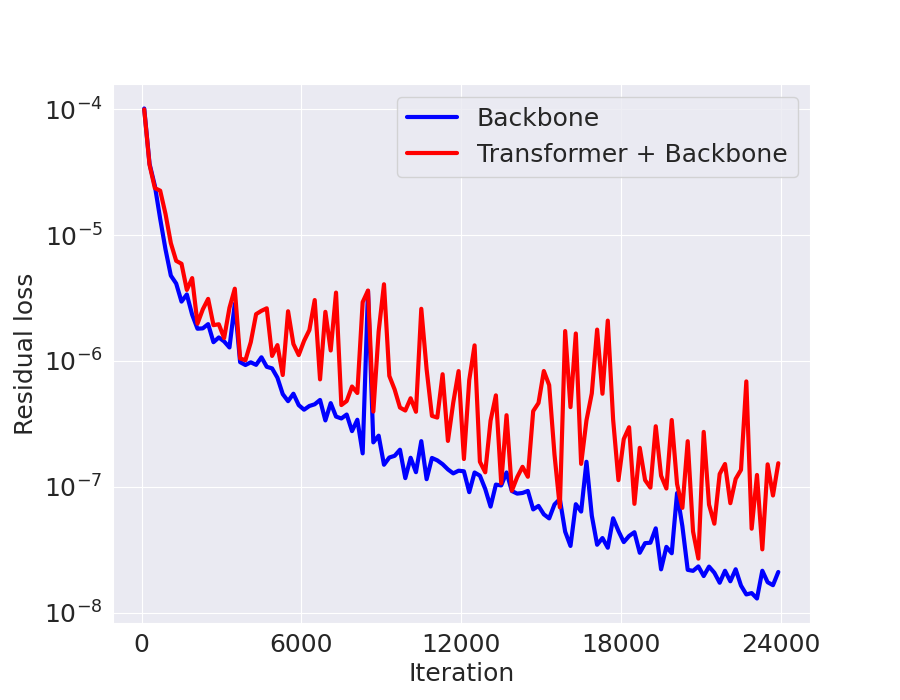 Backbone
Transformer + Backbone
Residual loss
10⁻⁴
10⁻⁵
10⁻⁶
10⁻⁷
10⁻⁸
0 6000 12000 18000 24000
Iteration